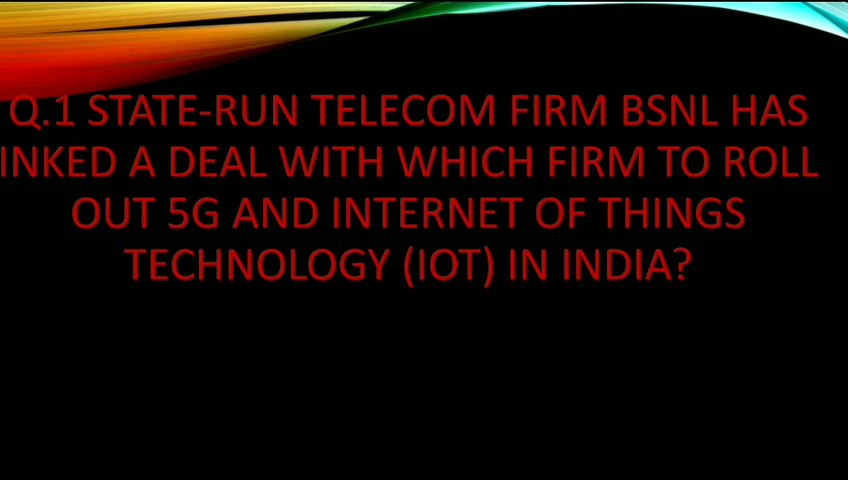 Q.1 STATE-RUN TELECOM FIRM BSNL HAS
INKED A DEAL WITH WHICH FIRM TO ROLL
OUT 5G AND INTERNET OF THINGS
TECHNOLOGY (IOT) IN INDIA?